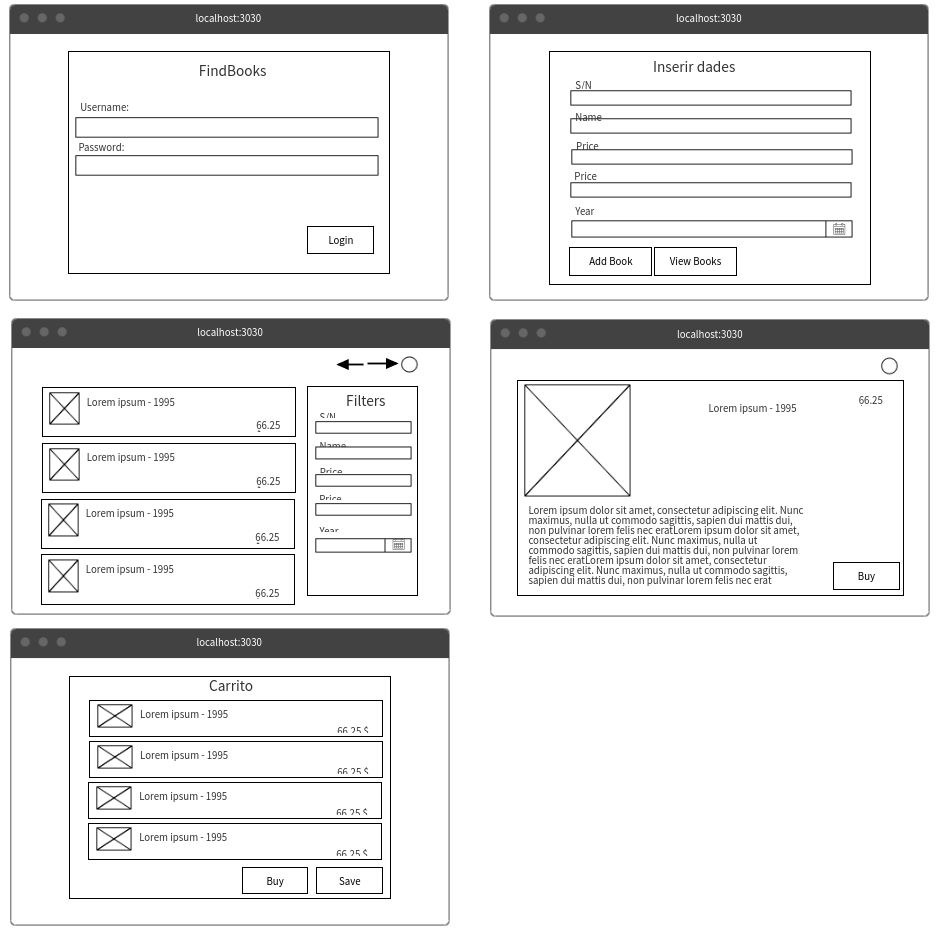 localhost:3030
FindBooks
Username:
Password:
Login
localhost:3030
Inserir dades
S/N
Name
Price
Price
Year
Add Book
View Books
localhost:3030
Lorem ipsum - 1995
66.25
Lorem ipsum - 1995
66.25
Lorem ipsum - 1995
66.25
Lorem ipsum - 1995
66.25
Filters
S/N
Name
Price
Price
Year
localhost:3030
Lorem ipsum - 1995
66.25
Lorem ipsum dolor sit amet, consectetur adipiscing elit. Nunc
maximus, nulla ut commodo sagittis, sapien dui mattis dui,
non pulvinar lorem felis nec eratLorem ipsum dolor sit amet,
consectetur adipiscing elit. Nunc maximus, nulla ut
commodo sagittis, sapien dui mattis dui, non pulvinar lorem
felis nec eratLorem ipsum dolor sit amet, consectetur
adipiscing elit. Nunc maximus, nulla ut commodo sagittis,
sapien dui mattis dui, non pulvinar lorem felis nec erat
Buy
localhost:3030
Carrito
Lorem ipsum - 1995
66.25 $
Lorem ipsum - 1995
66.25 $
Lorem ipsum - 1995
66.25 $
Lorem ipsum - 1995
66.25 $
Buy
Save